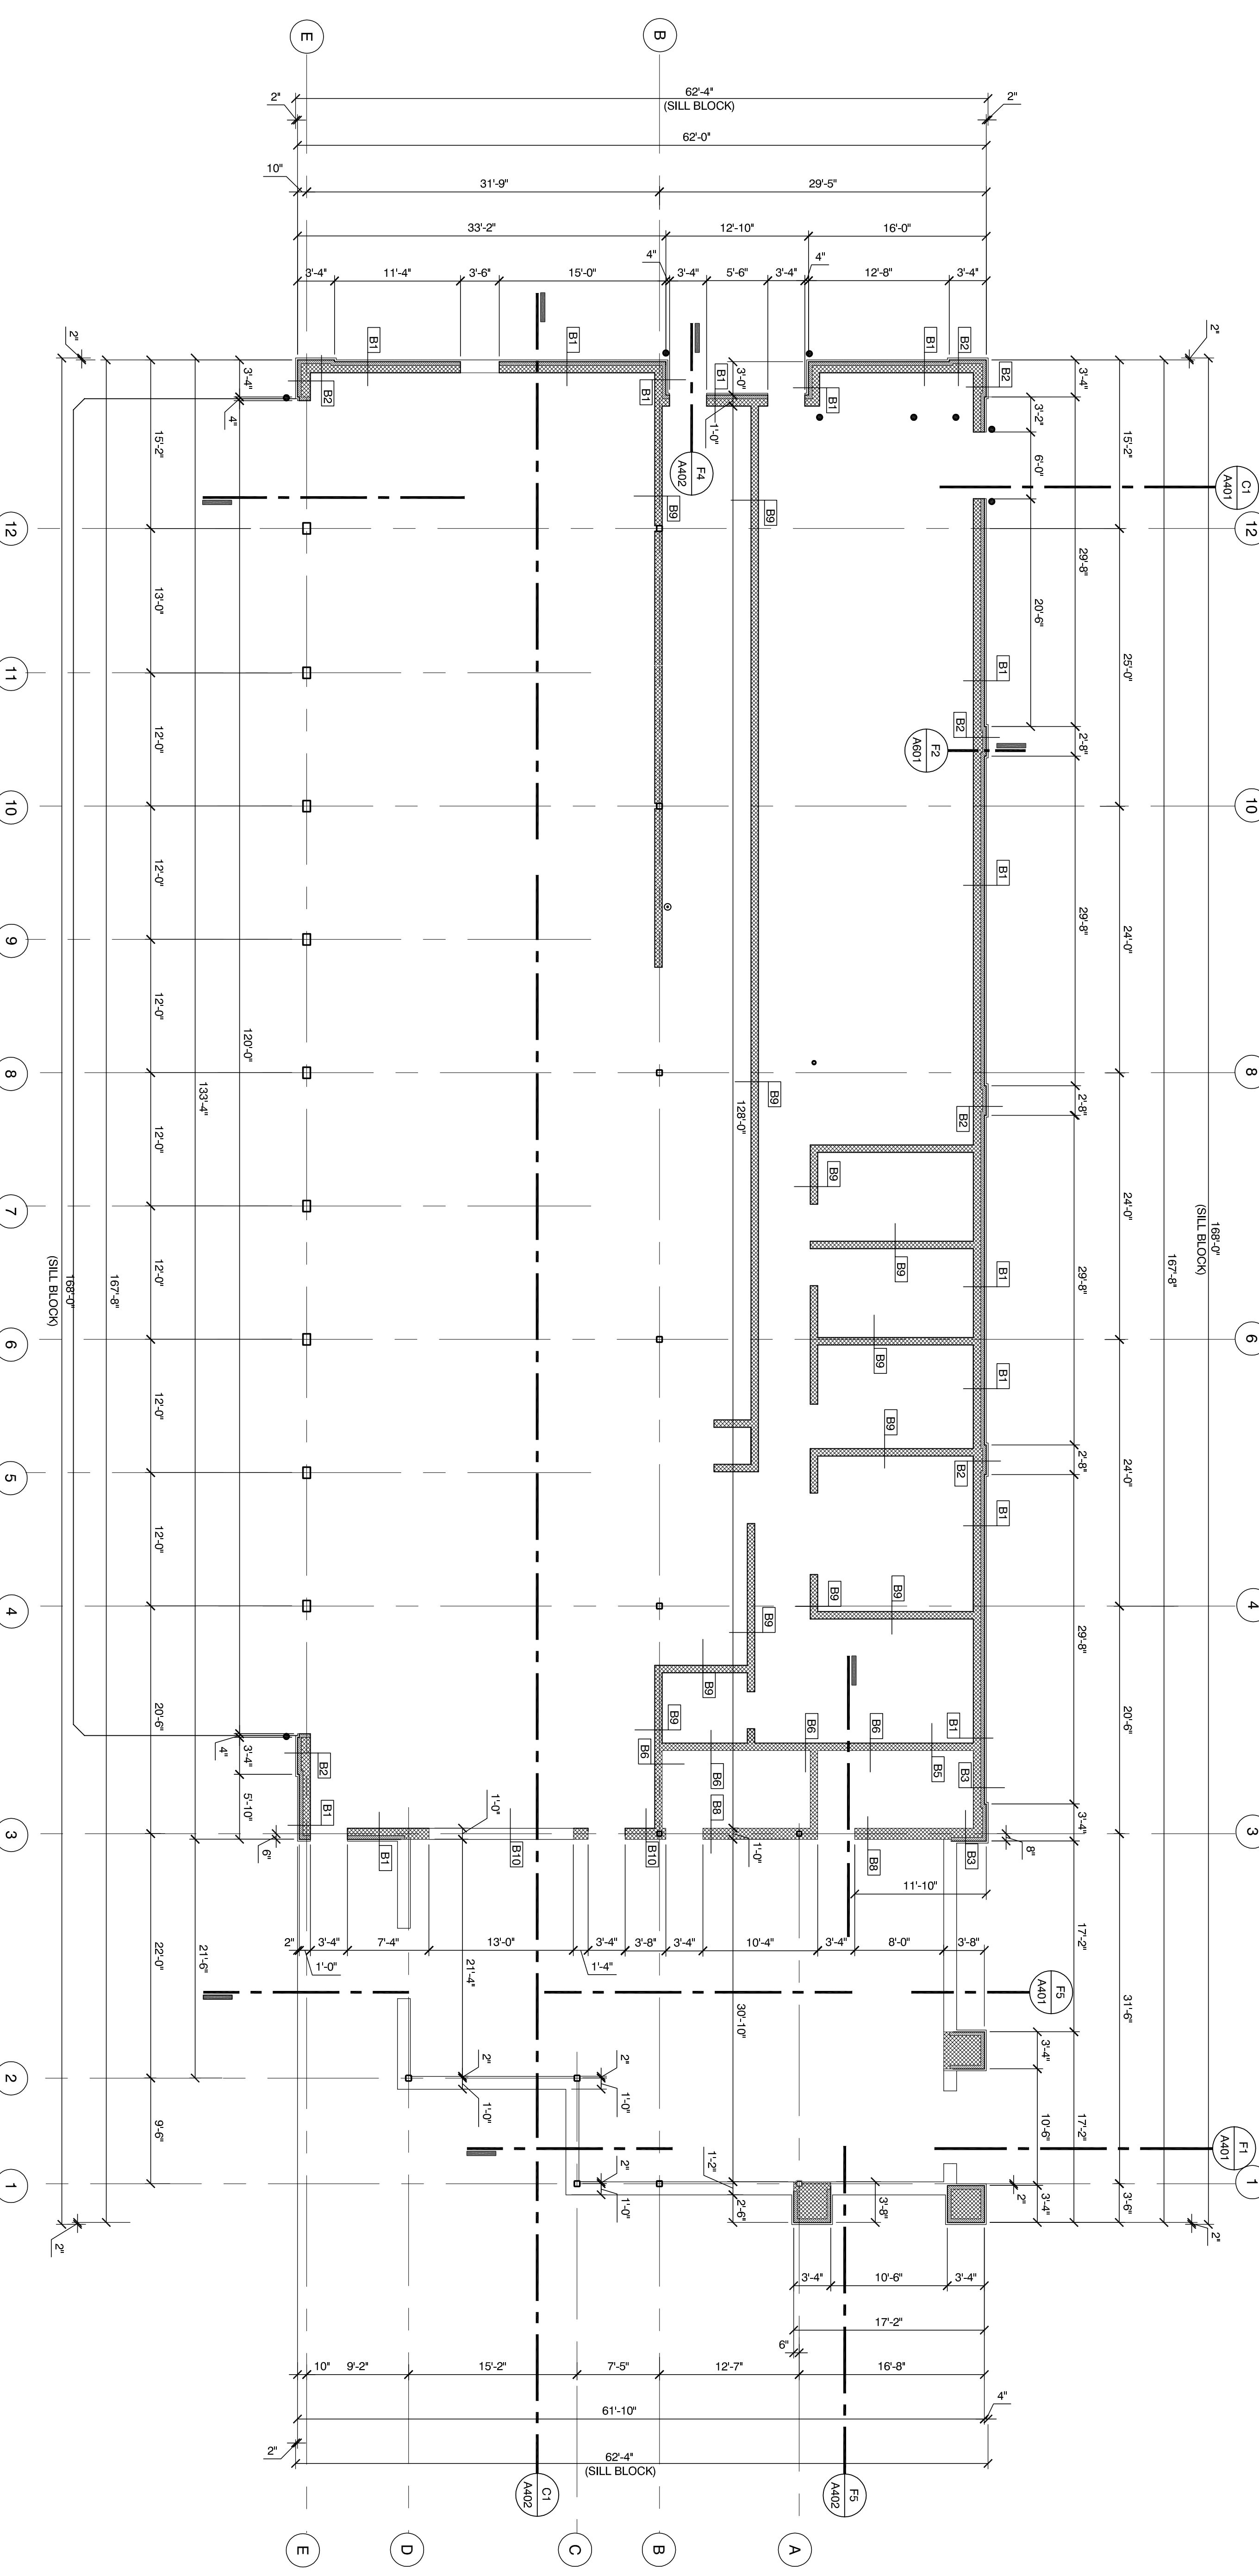 E
B
62'-4"
(SILL BLOCK)
2"
2"
62'-0"
10"
31'-9"
29'-5"
33'-2"
12'-10"
16'-0"
4"
4"
3'-4"
11'-4"
3'-6"
15'-0"
3'-4"
5'-6"
3'-4"
12'-8"
3'-4"
2"
2"
B1
B1
B1
B1
B2
B2
B2
B1
B1
3'-4"
4"
15'-2"
3'-0"
1'-0"
F4
A402
3'-4"
3'-2"
15'-2"
6'-0"
C1
A401
B9
B9
12
12
13'-0"
29'-8"
20'-6"
25'-0"
B1
11
B2
2'-8"
F2
A601
12'-0"
10
10
12'-0"
B1
29'-8"
24'-0"
9
12'-0"
120'-0"
8
8
133'-4"
128'-0"
B9
B2
2'-8"
12'-0"
B9
24'-0"
7
168'-0"
(SILL BLOCK)
167'-8"
B9
B1
29'-8"
12'-0"
168'-0"
(SILL BLOCK)
167'-8"
6
6
B9
B1
12'-0"
B9
B2
2'-8"
24'-0"
5
B1
12'-0"
4
4
B9
B9
B9
29'-8"
B9
20'-6"
B9
B6
B6
B6
B6
B5
B1
B3
20'-6"
4"
3'-4"
5'-10"
B2
B1
B8
3'-4"
1'-0"
3
3
6"
B1
B10
B10
1'-0"
B8
B3
8"
11'-10"
2"
1'-0"
3'-4"
7'-4"
13'-0"
1'-4"
3'-4"
3'-8"
3'-4"
10'-4"
3'-4"
8'-0"
3'-8"
17'-2"
22'-0"
21'-6"
21'-4"
30'-10"
F5
A401
31'-6"
3'-4"
2
2"
1'-0"
2"
1'-0"
10'-6"
17'-2"
9'-6"
F1
A401
1
1
2"
1'-0"
1'-2"
2'-6"
3'-8"
2"
3'-4"
3'-6"
2"
2"
3'-4"
10'-6"
3'-4"
17'-2"
6"
10"
9'-2"
15'-2"
7'-5"
12'-7"
16'-8"
4"
61'-10"
2"
62'-4"
(SILL BLOCK)
C1
A402
F5
A402
E
D
C
B
A